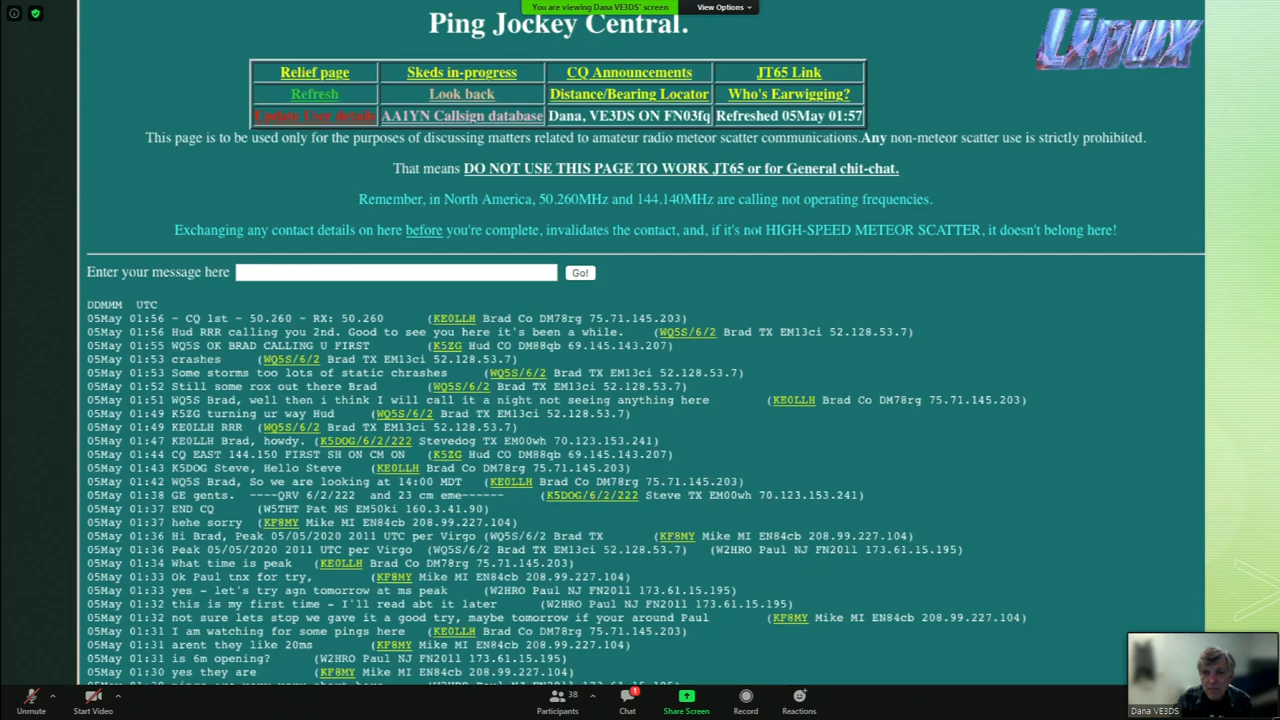 You are viewing Dana VE3DS' screen
View Options
Ping Jockey Central.
Linux
Relief page Skeds in-progress CQ Announcements JT65 Link
Refresh Look back Distance/Bearing Locator Who's Earwigging?
Update User details AA1YN Callsign database Dana, VE3DS ON FN03fq Refreshed 05May 01:57
This page is to be used only for the purposes of discussing matters related to amateur radio meteor scatter communications.Any non-meteor scatter use is strictly prohibited.
That means DO NOT USE THIS PAGE TO WORK JT65 or for General chit-chat.
Remember, in North America, 50.260MHz and 144.140MHz are calling not operating frequencies.
Exchanging any contact details on here before you're complete, invalidates the contact, and, if it's not HIGH-SPEED METEOR SCATTER, it doesn't belong here!
Enter your message here Go!
DDMMM UTC
05May 01:56 ~ CQ 1st ~ 50.260 ~ RX: 50.260 (KE0LLH Brad Co DM78rg 75.71.145.203)
05May 01:56 Hud RRR calling you 2nd. Good to see you here it's been a while. (WQ5S/6/2 Brad TX EM13ci 52.128.53.7)
05May 01:55 WQ5S OK BRAD CALLING U FIRST (K5ZG Hud CO DM88qb 69.145.143.207)
05May 01:53 crashes (WQ5S/6/2 Brad TX EM13ci 52.128.53.7)
05May 01:53 Some storms too lots of static chrashes (WQ5S/6/2 Brad TX EM13ci 52.128.53.7)
05May 01:52 Still some rox out there Brad (WQ5S/6/2 Brad TX EM13ci 52.128.53.7)
05May 01:51 WQ5S Brad, well then i think I will call it a night not seeing anything here (KE0LLH Brad Co DM78rg 75.71.145.203)
05May 01:49 K5ZG turning ur way Hud (WQ5S/6/2 Brad TX EM13ci 52.128.53.7)
05May 01:49 KE0LLH RRR (WQ5S/6/2 Brad TX EM13ci 52.128.53.7)
05May 01:47 KE0LLH Brad, howdy. (K5DOG/6/2/222 Stevedog TX EM00wh 70.123.153.241)
05May 01:44 CQ EAST 144.150 FIRST SH ON CM ON (K5ZG Hud CO DM88qb 69.145.143.207)
05May 01:43 K5DOG Steve, Hello Steve (KE0LLH Brad Co DM78rg 75.71.145.203)
05May 01:42 WQ5S Brad, So we are looking at 14:00 MDT (KE0LLH Brad Co DM78rg 75.71.145.203)
05May 01:38 GE gents. ----QRV 6/2/222 and 23 cm eme------ (K5DOG/6/2/222 Steve TX EM00wh 70.123.153.241)
05May 01:37 END CQ (W5THT Pat MS EM50ki 160.3.41.90)
05May 01:37 hehe sorry (KF8MY Mike MI EN84cb 208.99.227.104)
05May 01:36 Hi Brad, Peak 05/05/2020 2011 UTC per Virgo (WQ5S/6/2 Brad TX (KF8MY Mike MI EN84cb 208.99.227.104)
05May 01:36 Peak 05/05/2020 2011 UTC per Virgo (WQ5S/6/2 Brad TX EM13ci 52.128.53.7) (W2HRO Paul NJ FN20ll 173.61.15.195)
05May 01:34 What time is peak (KE0LLH Brad Co DM78rg 75.71.145.203)
05May 01:33 Ok Paul tnx for try, (KF8MY Mike MI EN84cb 208.99.227.104)
05May 01:33 yes - let's try agn tomorrow at ms peak (W2HRO Paul NJ FN20ll 173.61.15.195)
05May 01:32 this is my first time - I'll read abt it later (W2HRO Paul NJ FN20ll 173.61.15.195)
05May 01:32 not sure lets stop we gave it a good try, maybe tomorrow if your around Paul (KF8MY Mike MI EN84cb 208.99.227.104)
05May 01:31 I am watching for some pings here (KE0LLH Brad Co DM78rg 75.71.145.203)
05May 01:31 arent they like 20ms (KF8MY Mike MI EN84cb 208.99.227.104)
05May 01:31 is 6m opening? (W2HRO Paul NJ FN20ll 173.61.15.195)
05May 01:30 yes they are (KF8MY Mike MI EN84cb 208.99.227.104)
Dana VE3DS
Unmute Start Video Participants 38 Chat 1 Share Screen Record Reactions